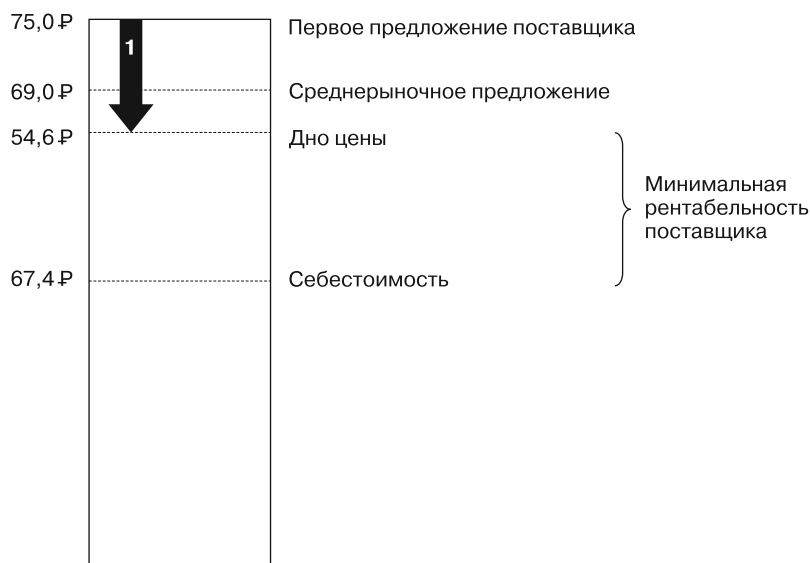 75,0 ₽ Первое предложение поставщика
1
69,0 ₽ Среднерыночное предложение
54,6 ₽ Дно цены
Минимальная
рентабельность
поставщика
67,4 ₽ Себестоимость